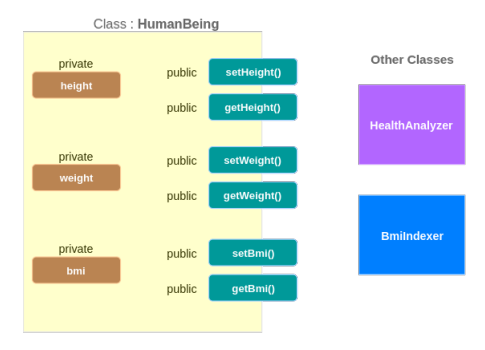 Class : HumanBeing
private
height
public
setHeight()
public
getHeight()
private
weight
public
setWeight()
public
getWeight()
private
bmi
public
setBmi()
public
getBmi()
Other Classes
HealthAnalyzer
BmiIndexer